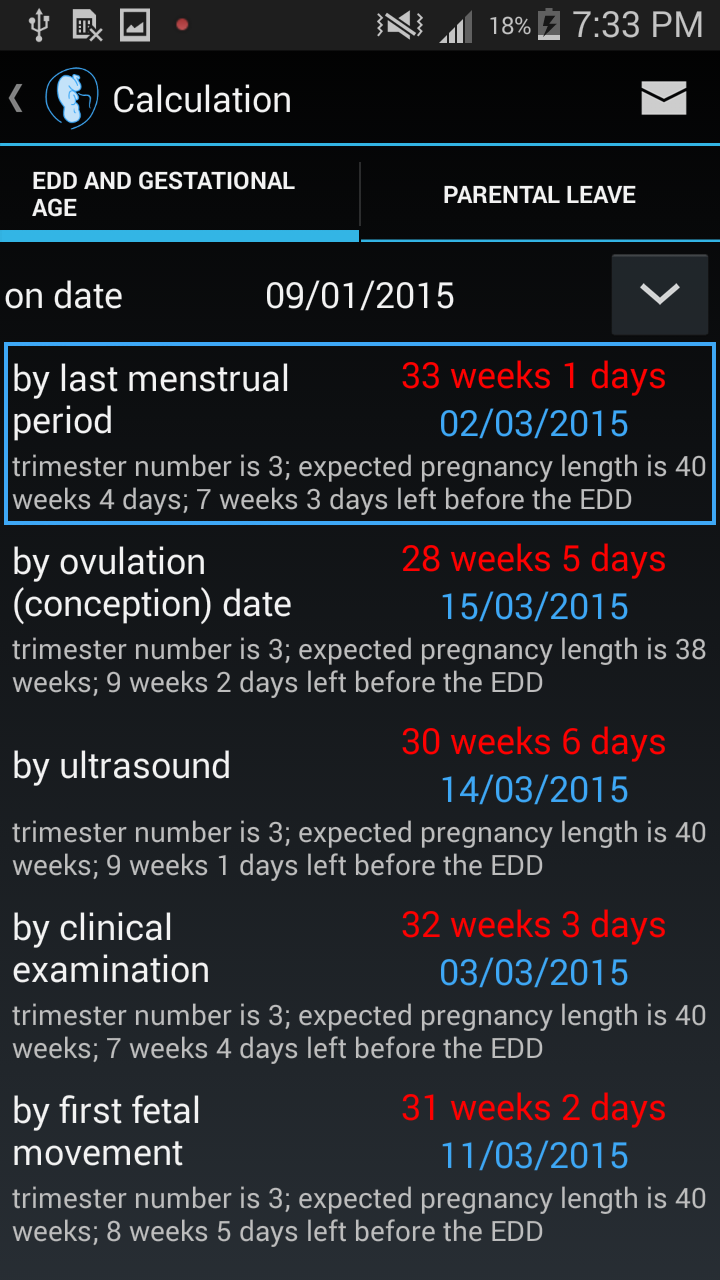 18% 7:33 PM
Calculation
EDD AND GESTATIONAL
AGE
PARENTAL LEAVE
on date 09/01/2015
by last menstrual
period
33 weeks 1 days
02/03/2015
trimester number is 3; expected pregnancy length is 40
weeks 4 days; 7 weeks 3 days left before the EDD
by ovulation
(conception) date
28 weeks 5 days
15/03/2015
trimester number is 3; expected pregnancy length is 38
weeks; 9 weeks 2 days left before the EDD
by ultrasound
30 weeks 6 days
14/03/2015
trimester number is 3; expected pregnancy length is 40
weeks; 9 weeks 1 days left before the EDD
by clinical
examination
32 weeks 3 days
03/03/2015
trimester number is 3; expected pregnancy length is 40
weeks; 7 weeks 4 days left before the EDD
by first fetal
movement
31 weeks 2 days
11/03/2015
trimester number is 3; expected pregnancy length is 40
weeks; 8 weeks 5 days left before the EDD